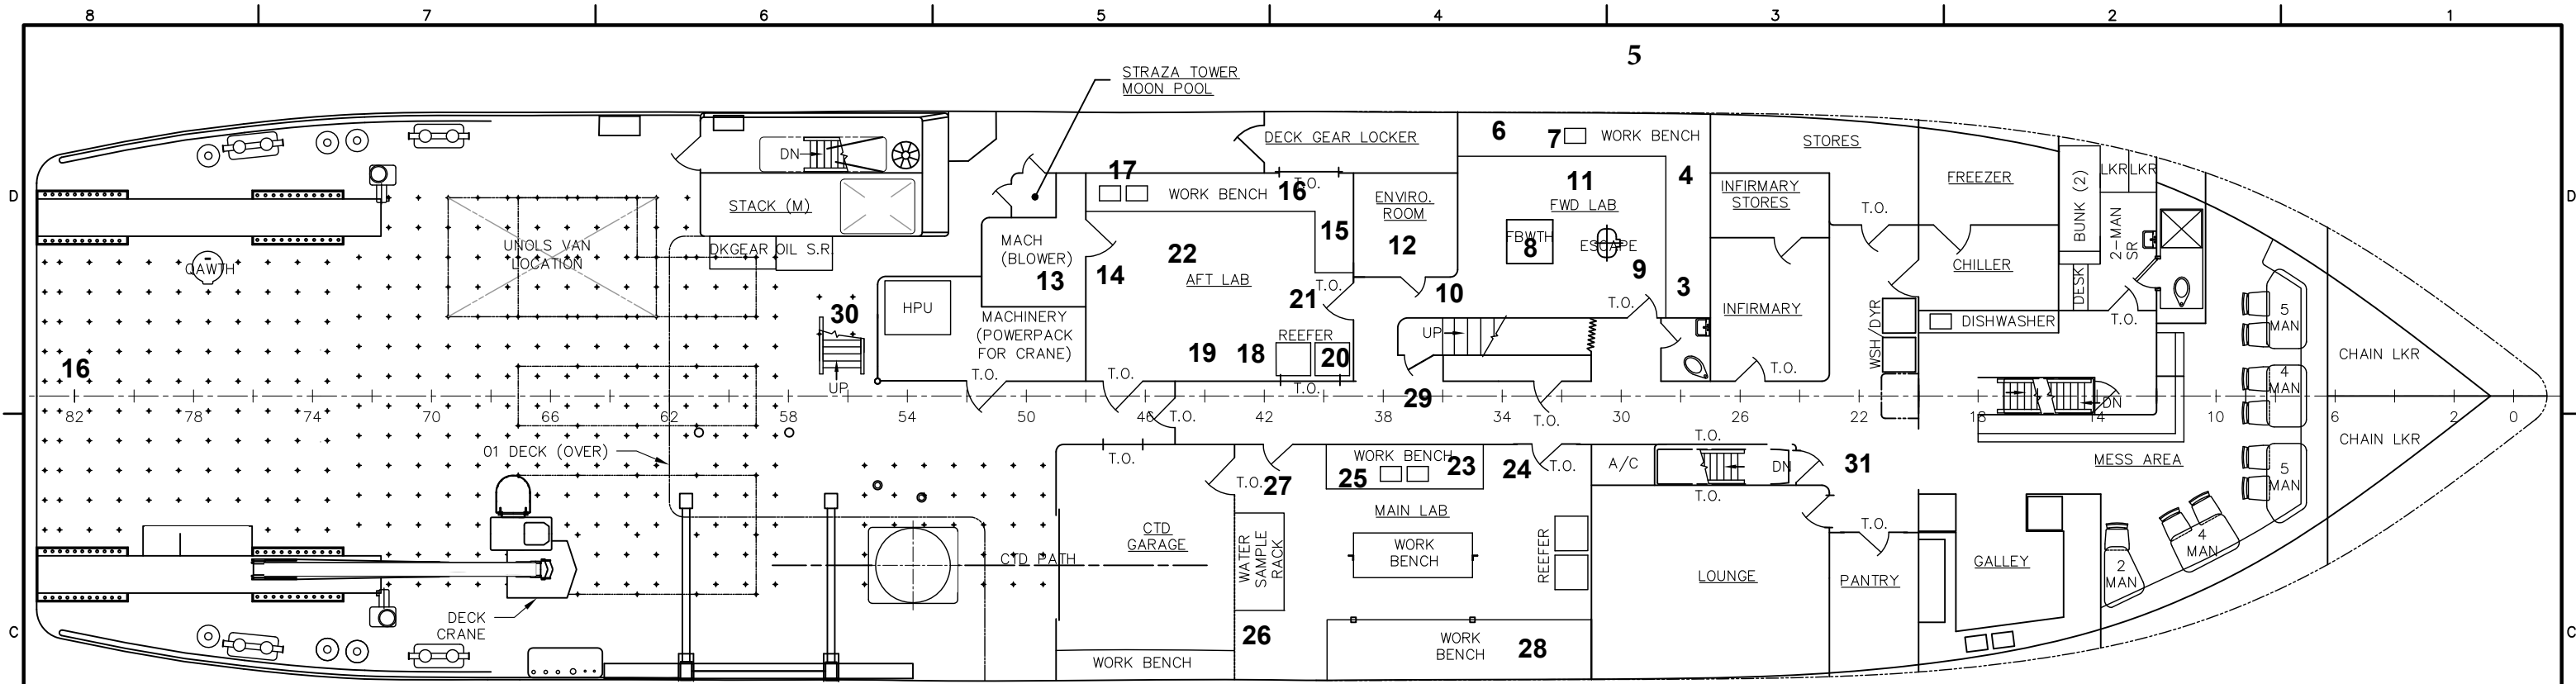 8 7 6 5 4 3 2 1
5
STRAZA TOWER
MOON POOL
DECK GEAR LOCKER
6
7
WORK BENCH
STORES
DN
D
D
17
WORK BENCH
16
T.O.
STACK (M)
ENVIRO.
ROOM
12
11
FWD LAB
4
INFIRMARY
STORES
FREEZER
T.O.
BUNK (2)
LKR
LKR
2-MAN
SR
DESK
15
FBWTH
8
ESCAPE
9
3
10
T.O.
UNOLS VAN
LOCATION
DKGEAR
OIL S.R.
QAWTH
MACH
(BLOWER)
13
14
22
AFT LAB
21
T.O.
CHILLER
5
MAN
30
HPU
MACHINERY
(POWERPACK
FOR CRANE)
REEFER
19
18
20
UP
INFIRMARY
WSH/DYR
DISHWASHER
T.O.
CHAIN LKR
16
UP
T.O.
T.O.
T.O.
T.O.
29
T.O.
4
MAN
DN
82 78 74 70 66 62 58 54 50 46 42 38 34 30 26 22 18 14 10 6 2 0
T.O.
CHAIN LKR
01 DECK (OVER)
T.O.
WORK BENCH
25
23
24
T.O.
A/C
T.O.
DN
31
MESS AREA
5
MAN
T.O.
27
T.O.
MAIN LAB
CTD
GARAGE
WATER
SAMPLE
RACK
WORK
BENCH
REEFER
T.O.
4
MAN
CTD PATH
LOUNGE
PANTRY
GALLEY
2
MAN
DECK
CRANE
C
C
26
WORK
BENCH
28
WORK BENCH